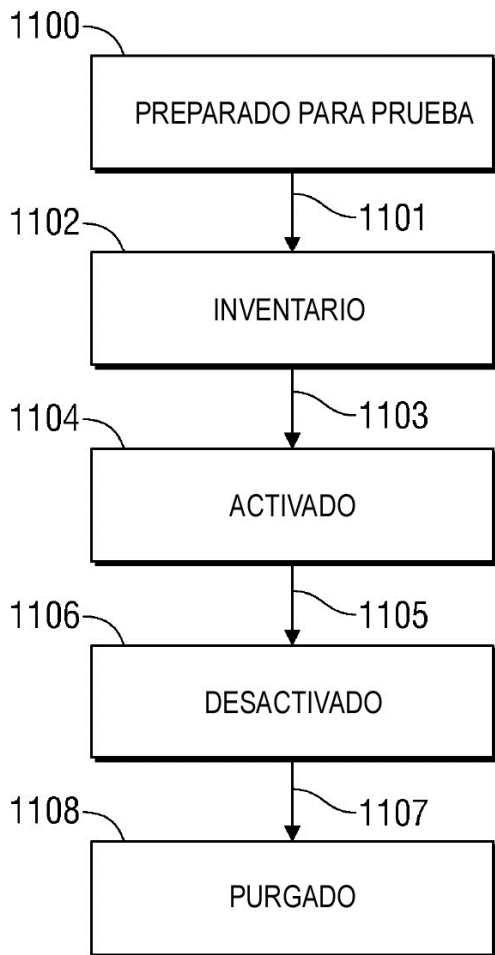 1100
PREPARADO PARA PRUEBA
1101
1102
INVENTARIO
1103
1104
ACTIVADO
1105
1106
DESACTIVADO
1107
1108
PURGADO